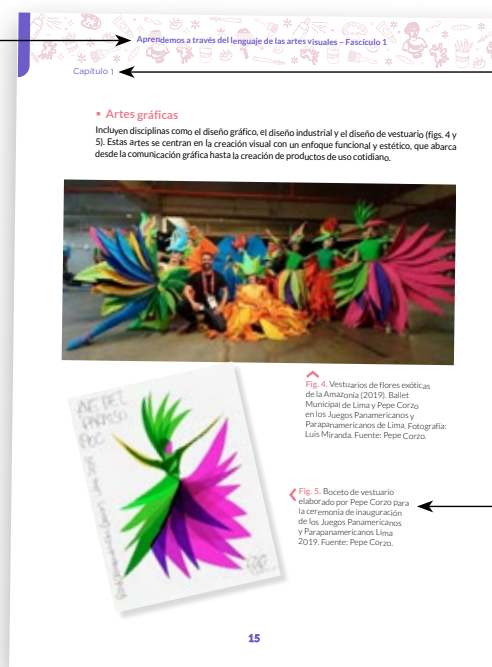 Aprendemos a través del lenguaje de las artes visuales – Fascículo 1
Capítulo 1
▪ Artes gráficas
Incluyen disciplinas como el diseño gráfico, el diseño industrial y el diseño de vestuario (figs. 4 y
5). Estas artes se centran en la creación visual con un enfoque funcional y estético, que abarca
desde la comunicación gráfica hasta la creación de productos de uso cotidiano.
Fig. 4. Vestuarios de flores exóticas
de la Amazonía (2019). Ballet
Municipal de Lima y Pepe Corzo
en los Juegos Panamericanos y
Parapanamericanos de Lima, Fotografía:
Luis Miranda. Fuente: Pepe Corzo.
AVE DEL
PARAISO
Fig. 5. Boceto de vestuario
elaborado por Pepe Corzo para
la ceremonia de inauguración
de los Juegos Panamericanos
y Parapanamericanos Lima
2019. Fuente: Pepe Corzo.
15